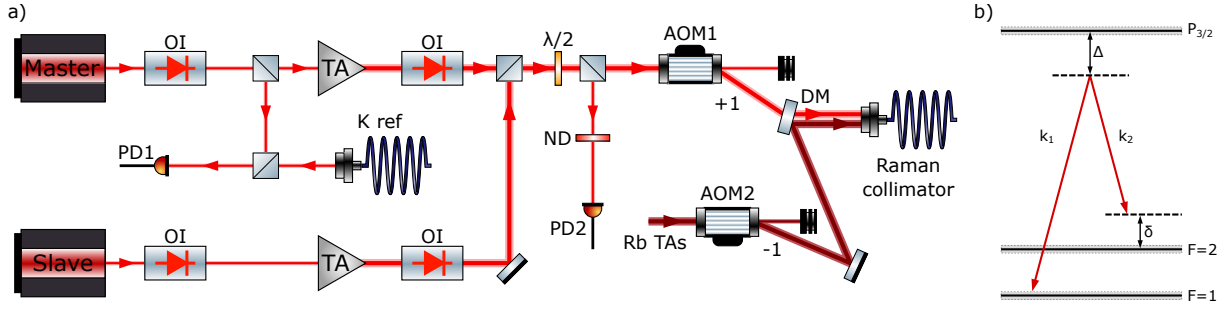 a)
Master
OI
TA
OI
λ/2
AOM1
+1
DM
K ref
PD1
ND
PD2
Raman
collimator
Slave
OI
TA
OI
Rb TAs
AOM2
-1
b)
P3/2
Δ
k1
k2
δ
F=2
F=1